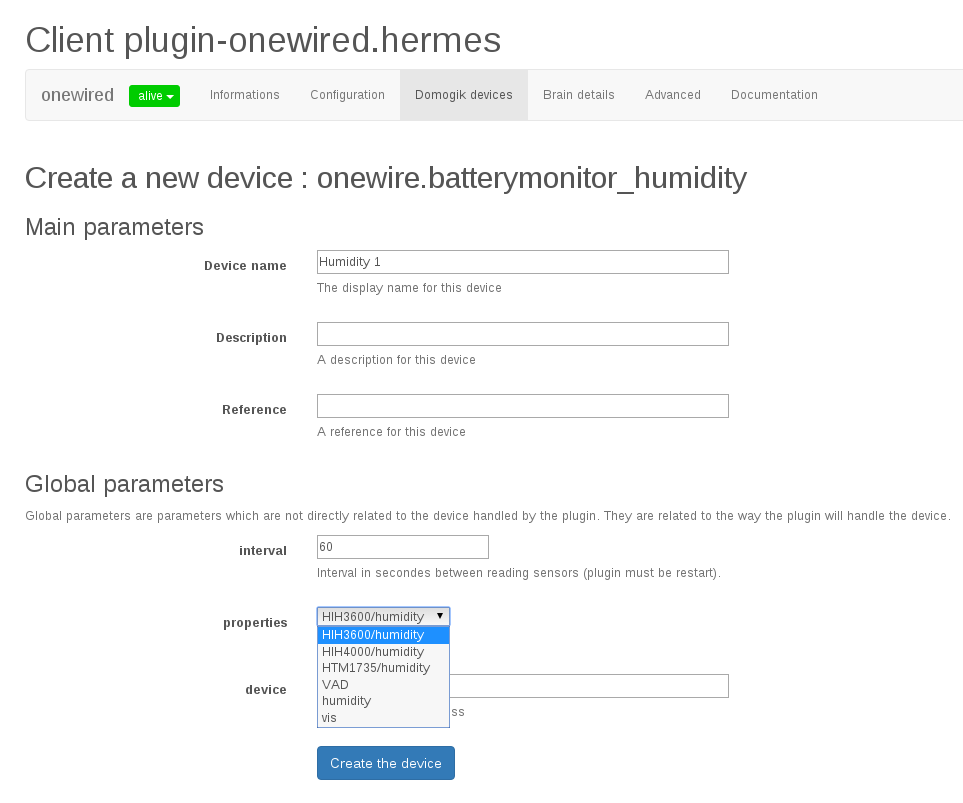 Client plugin-onewired.hermes
onewired alive Informations Configuration Domogik devices Brain details Advanced Documentation
Create a new device : onewire.batterymonitor_humidity
Main parameters
Device name Humidity 1
The display name for this device
Description
A description for this device
Reference
A reference for this device
Global parameters
Global parameters are parameters which are not directly related to the device handled by the plugin. They are related to the way the plugin will handle the device.
interval 60
Interval in secondes between reading sensors (plugin must be restart).
properties HIH3600/humidity
HIH3600/humidity
HIH4000/humidity
HTM1735/humidity
VAD
device
humidity
vis
ss
Create the device